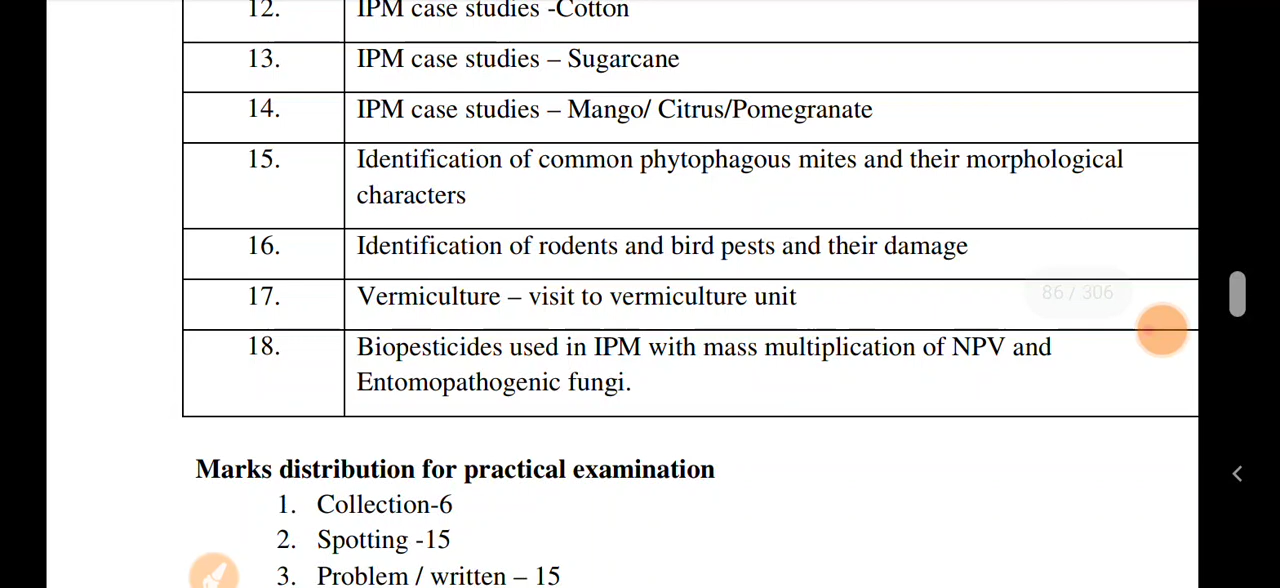 12. IPM case studies -Cotton
13. IPM case studies – Sugarcane
14. IPM case studies – Mango/ Citrus/Pomegranate
15. Identification of common phytophagous mites and their morphological
characters
16. Identification of rodents and bird pests and their damage
17. Vermiculture – visit to vermiculture unit
86 / 306
18. Biopesticides used in IPM with mass multiplication of NPV and
Entomopathogenic fungi.
Marks distribution for practical examination
1. Collection-6
2. Spotting -15
3. Problem / written – 15